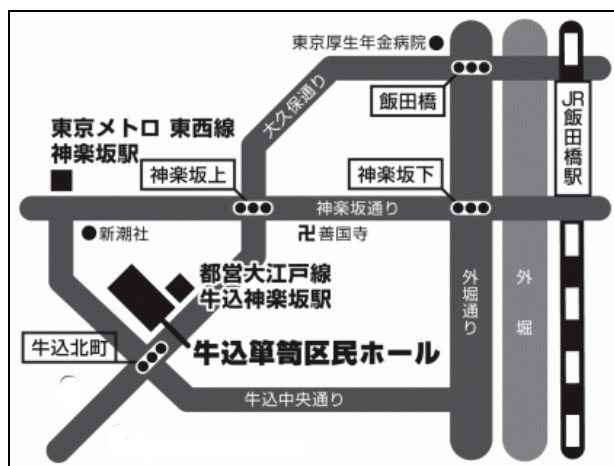 東京厚生年金病院
大久保通り
飯田橋
JR飯田橋駅
東京メトロ 東西線
神楽坂駅
神楽坂上
神楽坂下
神楽坂通り
新潮社
卍善国寺
都営大江戸線
牛込神楽坂駅
外堀通り
外堀
牛込北町
牛込箪笥区民ホール
牛込中央通り